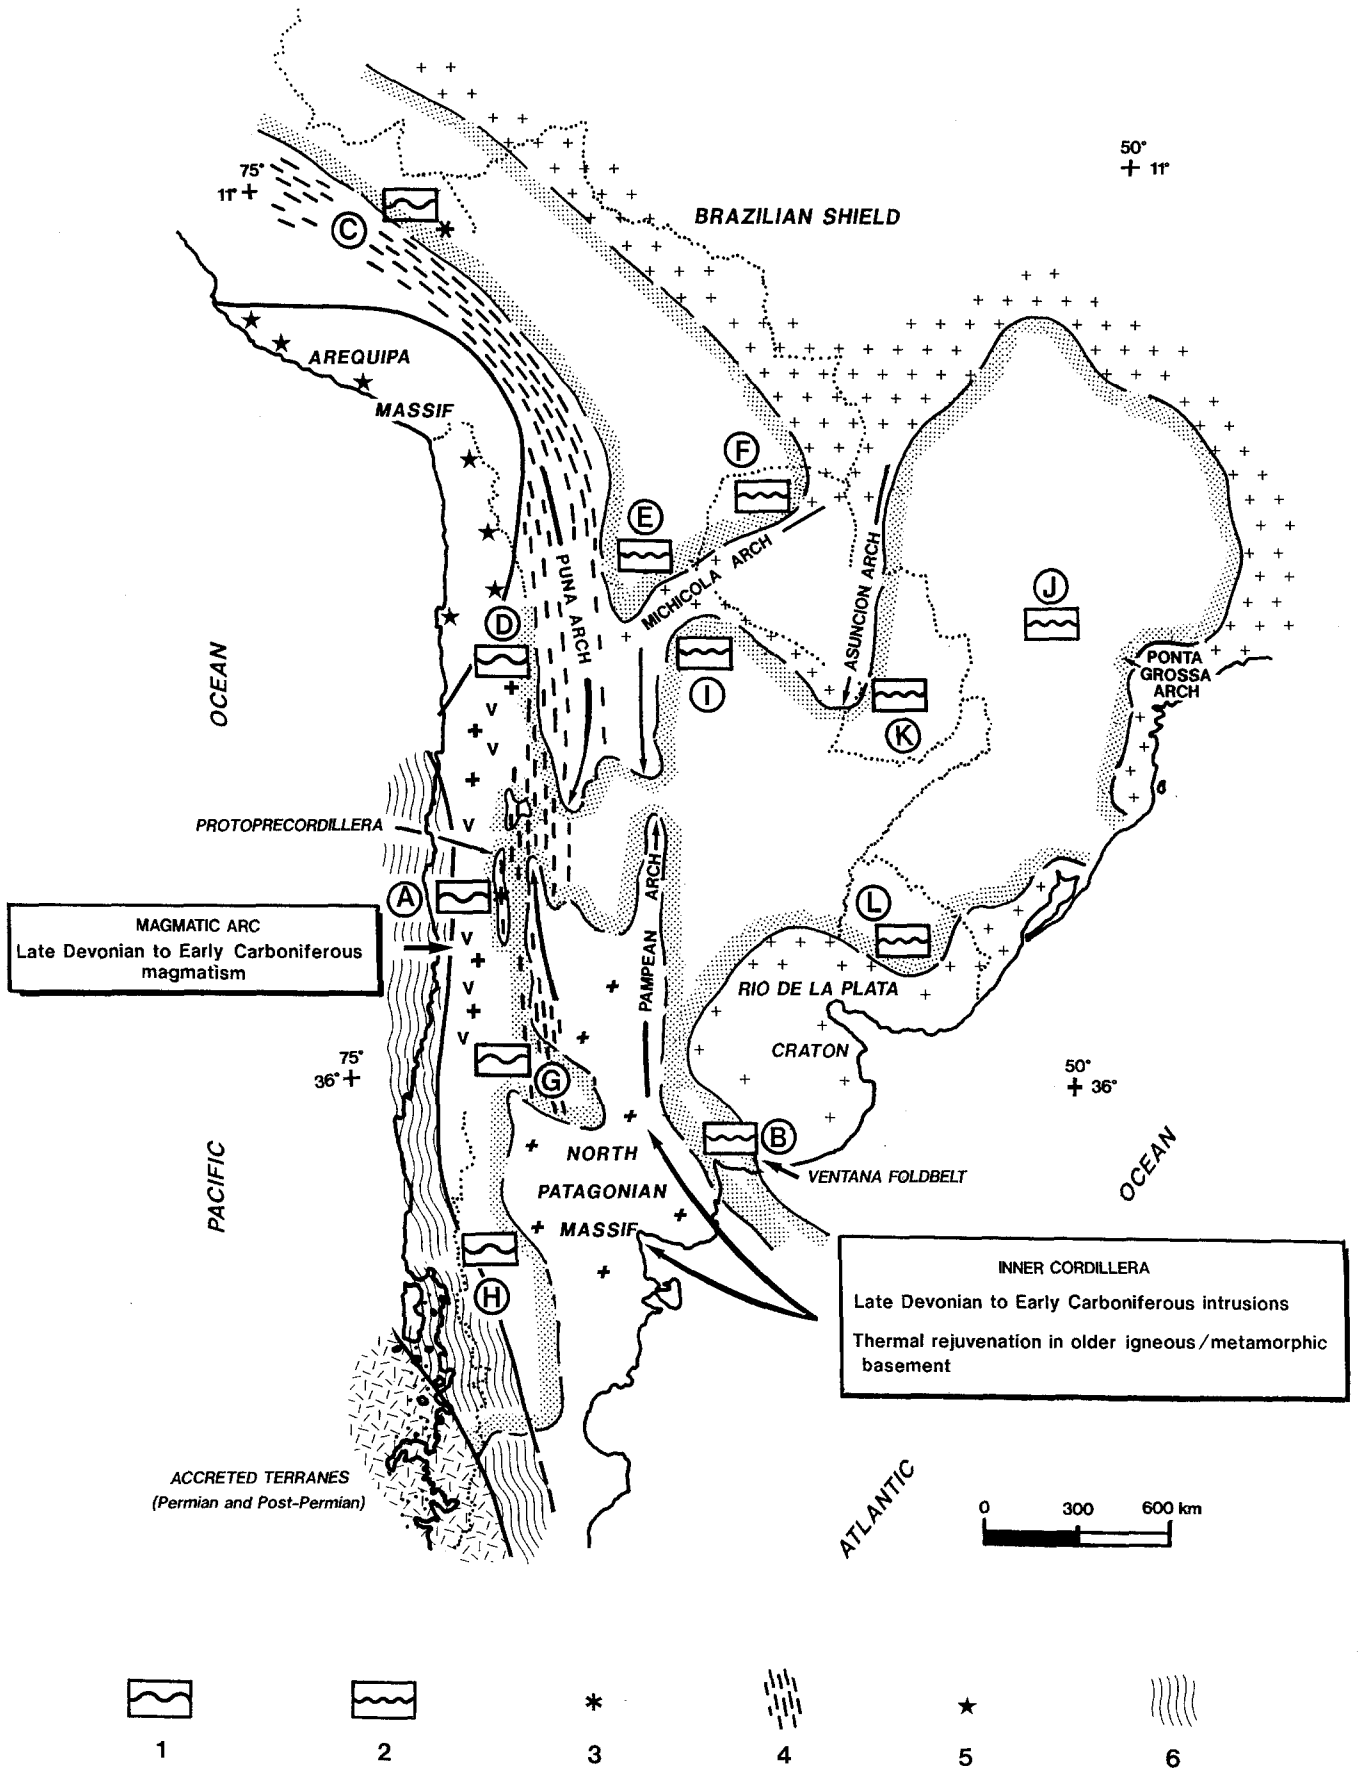 50°
11°
75°
11°
BRAZILIAN SHIELD
C
AREQUIPA
MASSIF
F
E
PUNA ARCH
MICHICOLA ARCH
ASUNCION ARCH
J
D
OCEAN
I
K
PONTA
GROSSA
ARCH
PROTOPRECORDILLERA
A
MAGMATIC ARC
Late Devonian to Early Carboniferous
magmatism
PAMPEAN ARCH
L
RIO DE LA PLATA
CRATON
75°
36°
50°
36°
G
B
NORTH
PATAGONIAN
MASSIF
VENTANA FOLDBELT
PACIFIC
OCEAN
H
INNER CORDILLERA
Late Devonian to Early Carboniferous intrusions
Thermal rejuvenation in older igneous/metamorphic
basement
ACCRETED TERRANES
(Permian and Post-Permian)
ATLANTIC
0 300 600 km
1 2 3 4 5 6